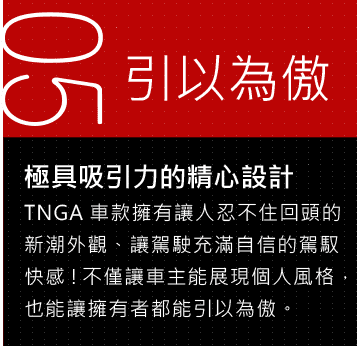 05
引以為傲
極具吸引力的精心設計
TNGA 車款擁有讓人忍不住回頭的
新潮外觀、讓駕駛充滿自信的駕馭
快感!不僅讓車主能展現個人風格，
也能讓擁有者都能引以為傲。